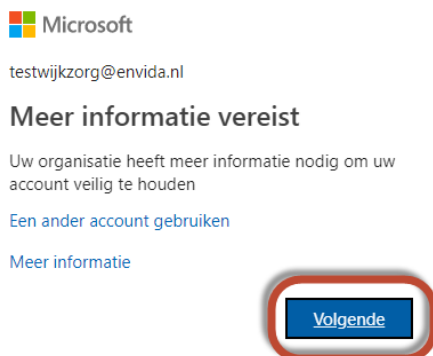 Microsoft
testwijkzorg@envida.nl
Meer informatie vereist
Uw organisatie heeft meer informatie nodig om uw
account veilig te houden
Een ander account gebruiken
Meer informatie
Volgende